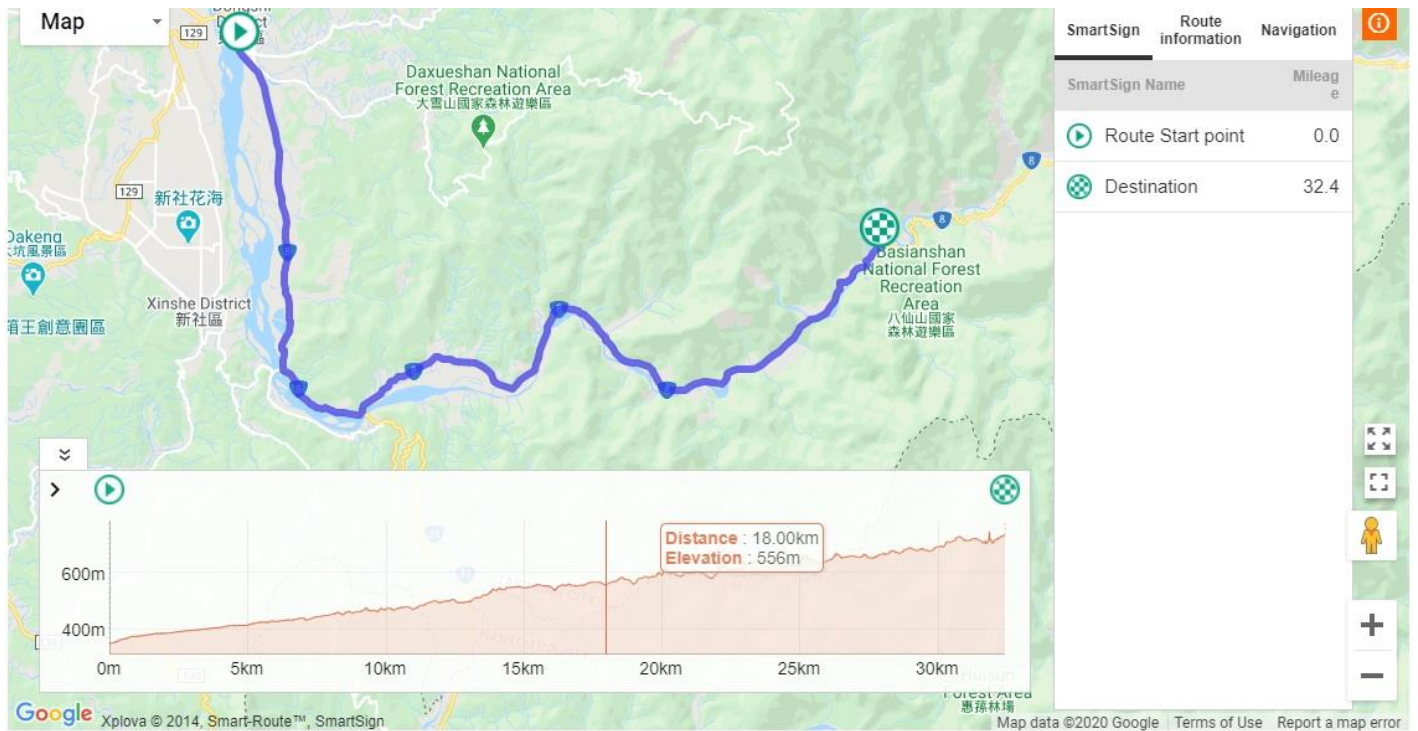 Map
129
Dongshi
District
Daxueshan National
Forest Recreation Area
大雪山國家森林遊樂區
8
129
新社花海
8
Dakeng
大坑風景區
Basianshan
National Forest
Recreation
Area
八仙山國家
森林遊樂區
Xinshe District
新社區
箱王創意園區
SmartSign
Route
information
Navigation
SmartSign Name
Mileag
e
Route Start point
0.0
Destination
32.4
Distance : 18.00km
Elevation : 556m
600m
400m
0m
5km
10km
15km
20km
25km
30km
Forest Area
惠蓀林場
Google
Xplova © 2014, Smart-Route™, SmartSign
Map data ©2020 Google
Terms of Use
Report a map error